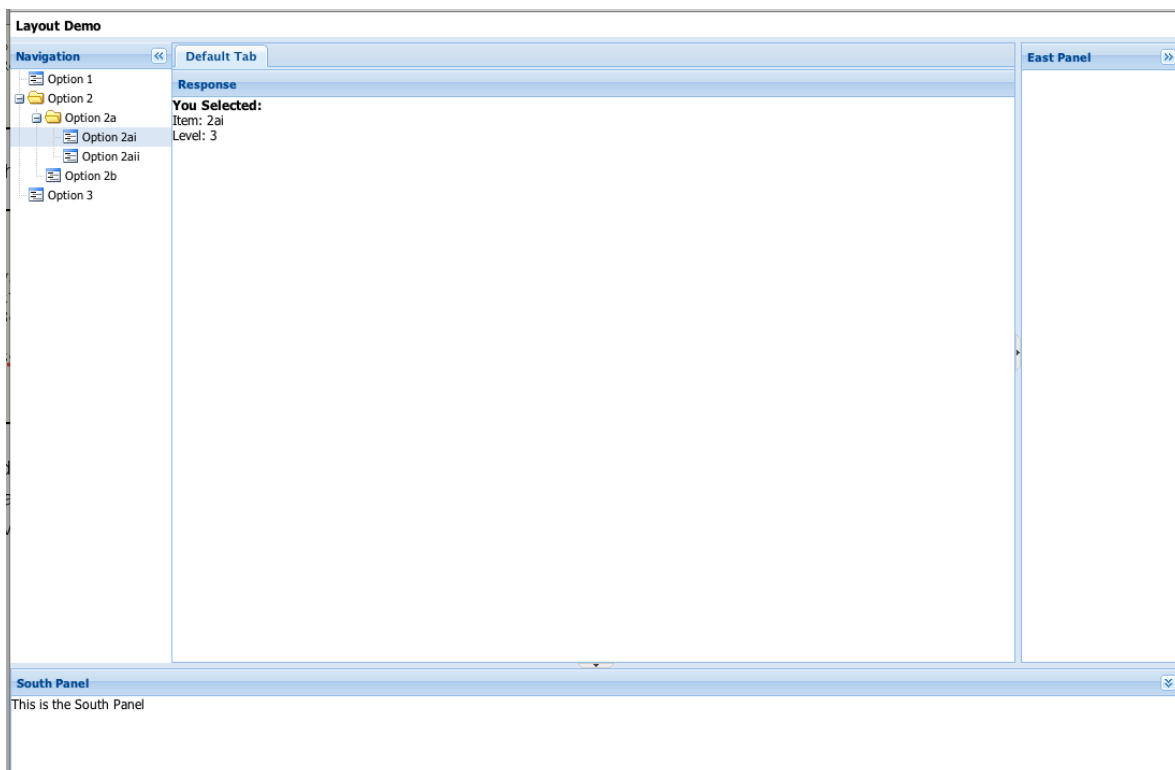 Layout Demo
Navigation
Option 1
Option 2
Option 2a
Option 2ai
Option 2aii
Option 2b
Option 3
Default Tab
Response
You Selected:
Item: 2ai
Level: 3
East Panel
South Panel
This is the South Panel